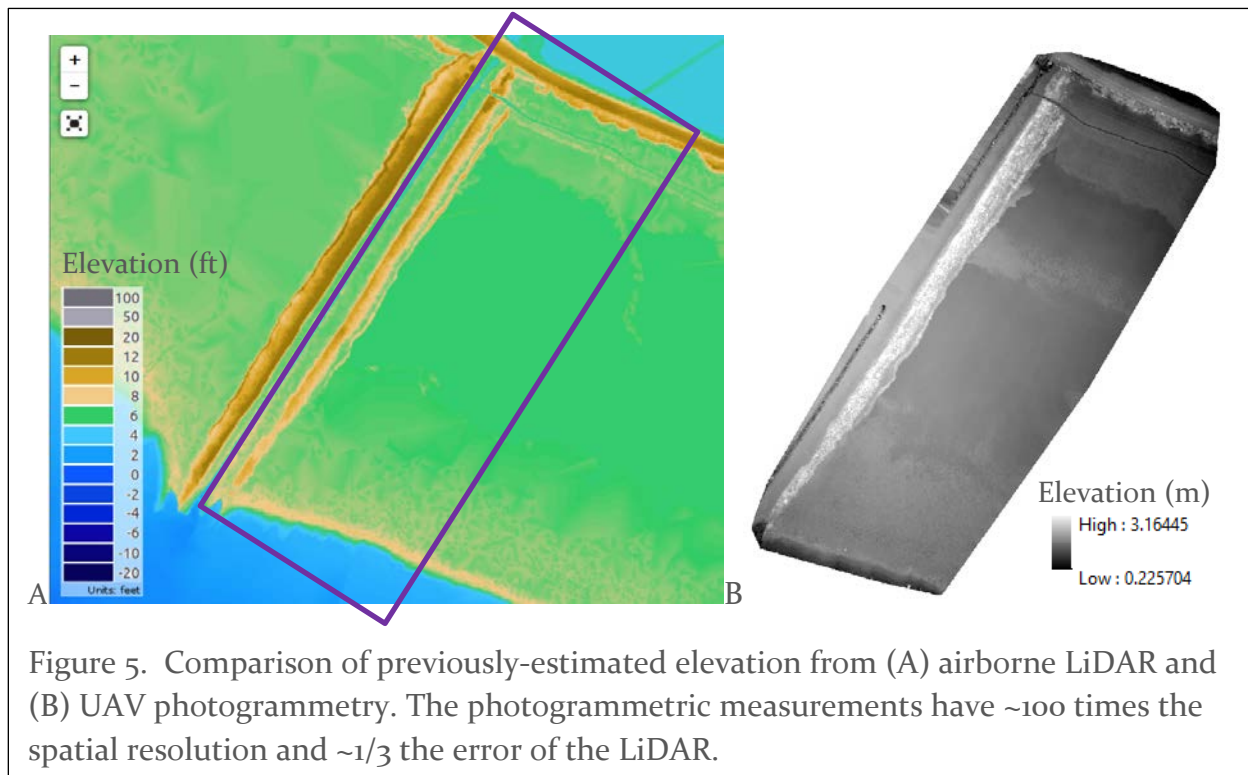 +
−
Elevation (ft)
100
50
20
12
10
8
6
4
2
0
-2
-4
-6
-10
-20
Units: feet
A
B
Elevation (m)
High : 3.16445
Low : 0.225704
Figure 5. Comparison of previously-estimated elevation from (A) airborne LiDAR and
(B) UAV photogrammetry. The photogrammetric measurements have ~100 times the
spatial resolution and ~1/3 the error of the LiDAR.